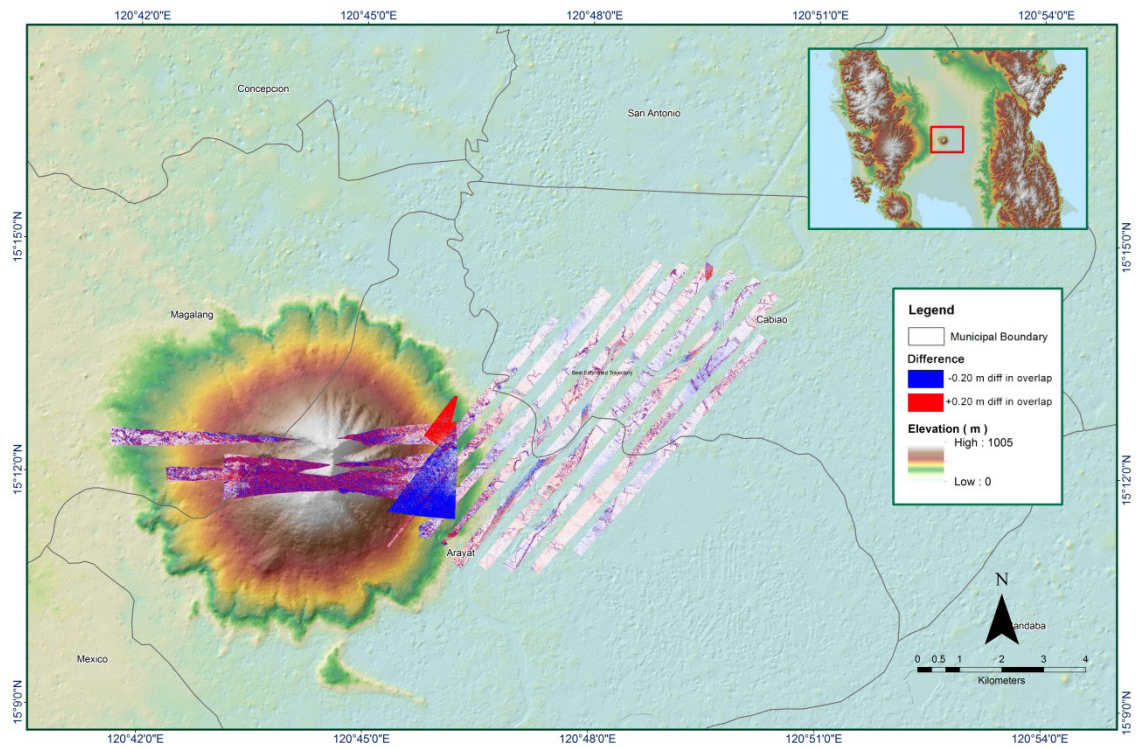 120°42'0"E
120°45'0"E
120°48'0"E
120°51'0"E
120°54'0"E
Concepcion
San Antonio
15°15'0"N
15°15'0"N
Magalang
Cabiao
Best Estimated Trajectory
Legend
Municipal Boundary
Difference
-0.20 m diff in overlap
+0.20 m diff in overlap
Elevation ( m )
High : 1005
Low : 0
15°12'0"N
15°12'0"N
Arayat
N
Mexico
0 0.5 1 2 3 4
Kilometers
15°9'0"N
15°9'0"N
120°42'0"E
120°45'0"E
120°48'0"E
120°51'0"E
120°54'0"E